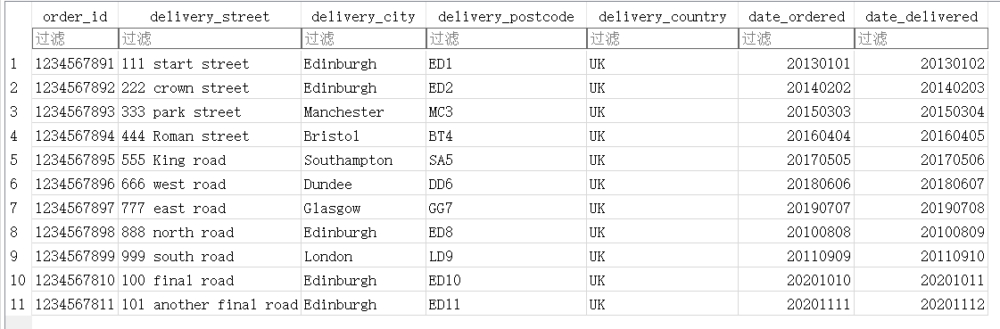 order_id delivery_street delivery_city delivery_postcode delivery_country date_ordered date_delivered
过滤 过滤 过滤 过滤 过滤 过滤 过滤
1 1234567891 111 start street Edinburgh ED1 UK 20130101 20130102
2 1234567892 222 crown street Edinburgh ED2 UK 20140202 20140203
3 1234567893 333 park street Manchester MC3 UK 20150303 20150304
4 1234567894 444 Roman street Bristol BT4 UK 20160404 20160405
5 1234567895 555 King road Southampton SA5 UK 20170505 20170506
6 1234567896 666 west road Dundee DD6 UK 20180606 20180607
7 1234567897 777 east road Glasgow GG7 UK 20190707 20190708
8 1234567898 888 north road Edinburgh ED8 UK 20100808 20100809
9 1234567899 999 south road London LD9 UK 20110909 20110910
10 1234567810 100 final road Edinburgh ED10 UK 20201010 20201011
11 1234567811 101 another final road Edinburgh ED11 UK 20201111 20201112